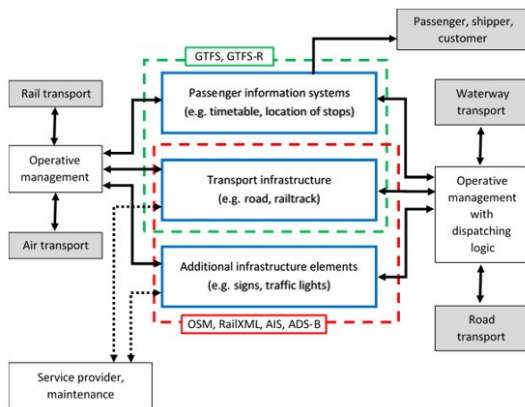 Passenger, shipper,
customer
GTFS, GTFS-R
Rail transport
Passenger information systems
(e.g. timetable, location of stops)
Waterway
transport
Operative
management
Transport infrastructure
(e.g. road, railtrack)
Operative
management
with
dispatching
logic
Air transport
Additional infrastructure elements
(e.g. signs, traffic lights)
OSM, RailXML, AIS, ADS-B
Road
transport
Service provider,
maintenance